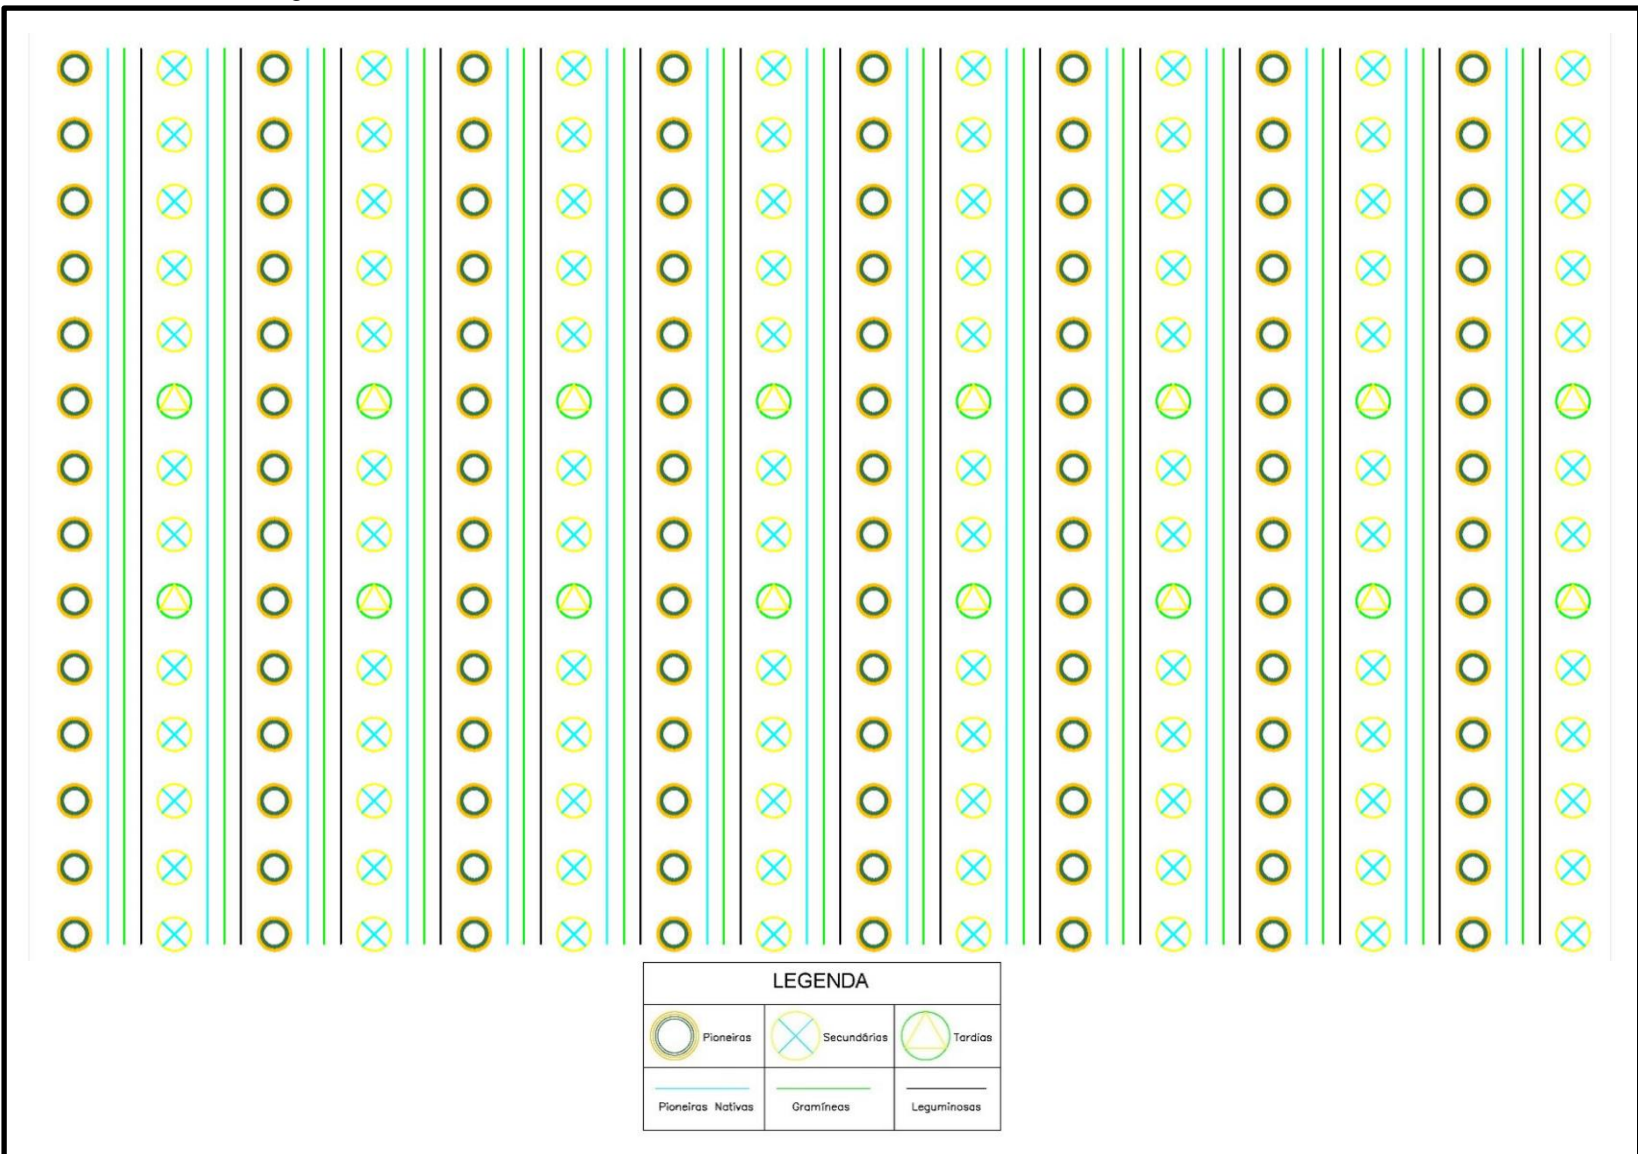 LEGENDA
Pioneiras Secundárias Tardias
Pioneiras Nativas Gramíneas Leguminosas